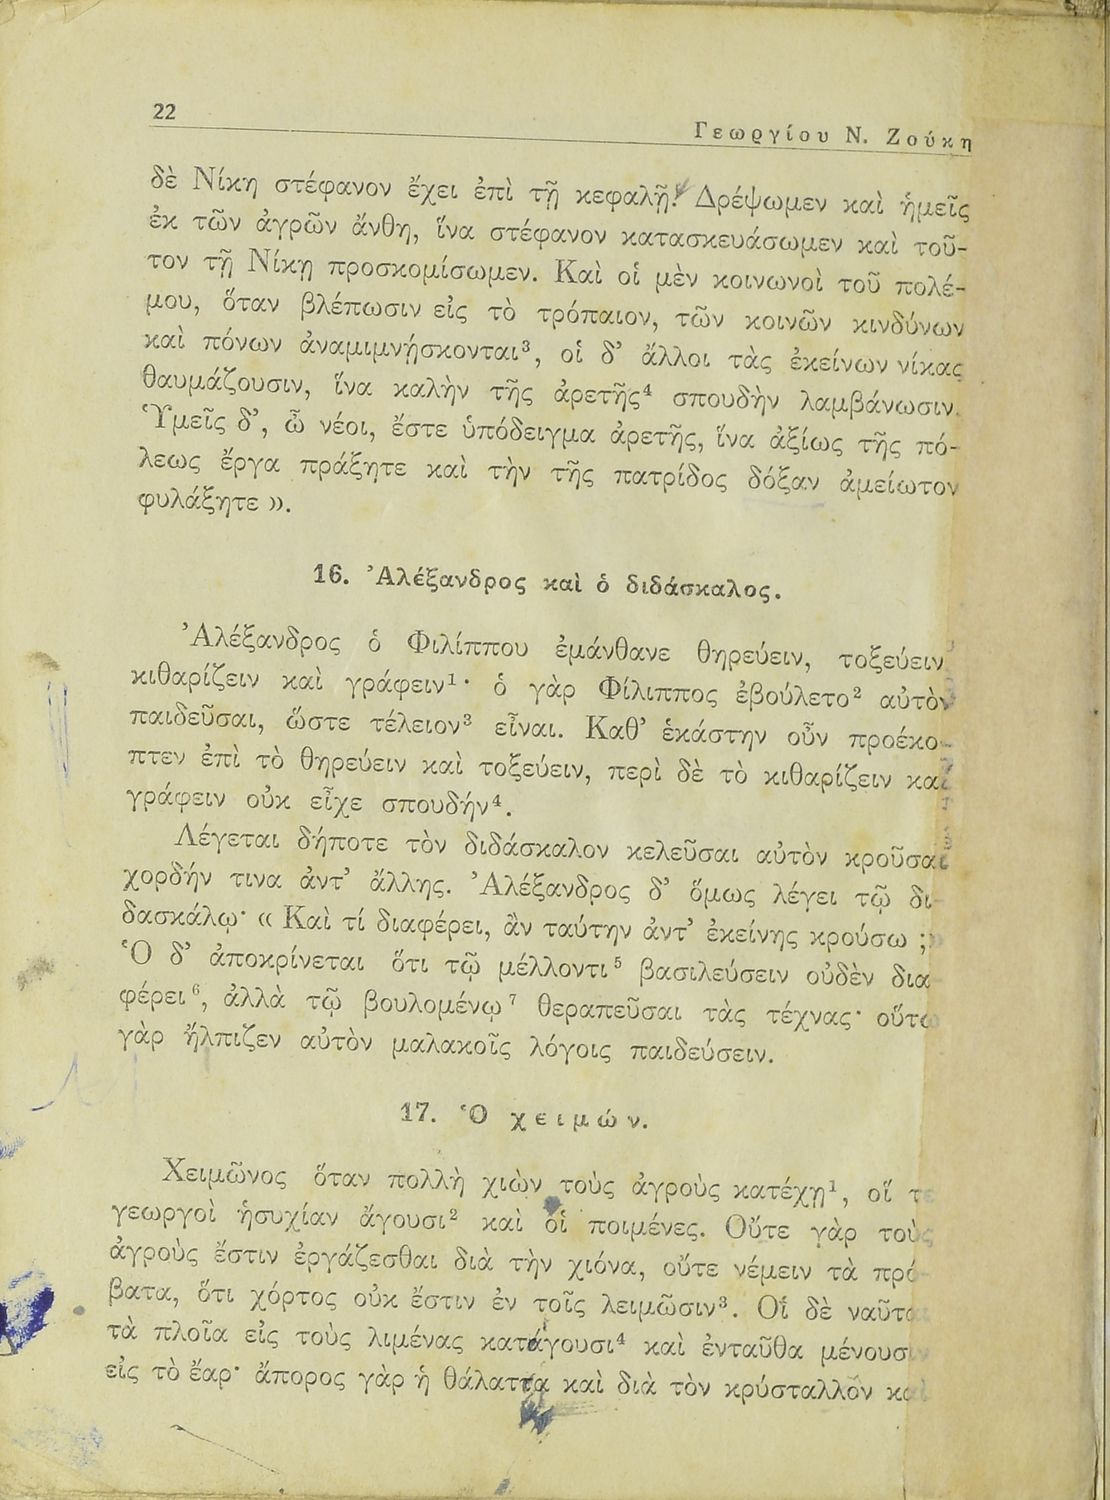 22
Γεωργίου Ν. Ζούκη
δὲ Νίκη στέφανον ἔχει ἐπὶ τῇ κεφαλῇ! Δρέψωμεν καὶ ἡμεῖς
ἐκ τῶν ἀγρῶν ἄνθη, ἵνα στέφανον κατασκευάσωμεν καὶ τοῦ-
τον τῇ Νίκῃ προσκομίσωμεν. Καὶ οἱ μὲν κοινωνοὶ τοῦ πολέ-
μου, ὅταν βλέπωσιν εἰς τὸ τρόπαιον, τῶν κοινῶν κινδύνων
καὶ πόνων ἀναμιμνήσκονται³, οἱ δ’ ἄλλοι τὰς ἐκείνων νίκας
θαυμάζουσιν, ἵνα καλὴν τῆς ἀρετῆς⁴ σπουδὴν λαμβάνωσιν.
Ὑμεῖς δ’, ὦ νέοι, ἔστε ὑπόδειγμα ἀρετῆς, ἵνα ἀξίως τῆς πό-
λεως ἔργα πράξητε καὶ τὴν τῆς πατρίδος δόξαν ἀμείωτον
φυλάξητε ».
16. Ἀλέξανδρος καὶ ὁ διδάσκαλος.
Ἀλέξανδρος ὁ Φιλίππου ἐμάνθανε θηρεύειν, τοξεύειν
κιθαρίζειν καὶ γράφειν¹· ὁ γὰρ Φίλιππος ἐβούλετο² αὐτὸν
παιδεῦσαι, ὥστε τέλειον³ εἶναι. Καθ’ ἑκάστην οὖν προέκο-
πτεν ἐπὶ τὸ θηρεύειν καὶ τοξεύειν, περὶ δὲ τὸ κιθαρίζειν καὶ
γράφειν οὐκ εἶχε σπουδήν⁴.
Λέγεται δήποτε τὸν διδάσκαλον κελεῦσαι αὐτὸν κροῦσαι
χορδήν τινα ἀντ’ ἄλλης. Ἀλέξανδρος δ’ ὅμως λέγει τῷ δι-
δασκάλῳ· « Καὶ τί διαφέρει, ἂν ταύτην ἀντ’ ἐκείνης κρούσω ;»
Ὁ δ’ ἀποκρίνεται ὅτι τῷ μέλλοντι⁵ βασιλεύσειν οὐδὲν δια-
φέρει⁶, ἀλλὰ τῷ βουλομένῳ⁷ θεραπεῦσαι τὰς τέχνας· οὕτω
γὰρ ἤλπιζεν αὐτὸν μαλακοῖς λόγοις παιδεύσειν.
17. Ὁ χειμών.
Χειμῶνος ὅταν πολλὴ χιὼν τοὺς ἀγροὺς κατέχῃ¹, οἵ τε
γεωργοὶ ἡσυχίαν ἄγουσι² καὶ οἱ ποιμένες. Οὔτε γὰρ τοὺς
ἀγροὺς ἔστιν ἐργάζεσθαι διὰ τὴν χιόνα, οὔτε νέμειν τὰ πρό-
βατα, ὅτι χόρτος οὐκ ἔστιν ἐν τοῖς λειμῶσιν³. Οἱ δὲ ναῦται
τὰ πλοῖα εἰς τοὺς λιμένας κατάγουσι⁴ καὶ ἐνταῦθα μένουσιν
εἰς τὸ ἔαρ· ἄπορος γὰρ ἡ θάλαττα καὶ διὰ τὸν κρύσταλλον καὶ